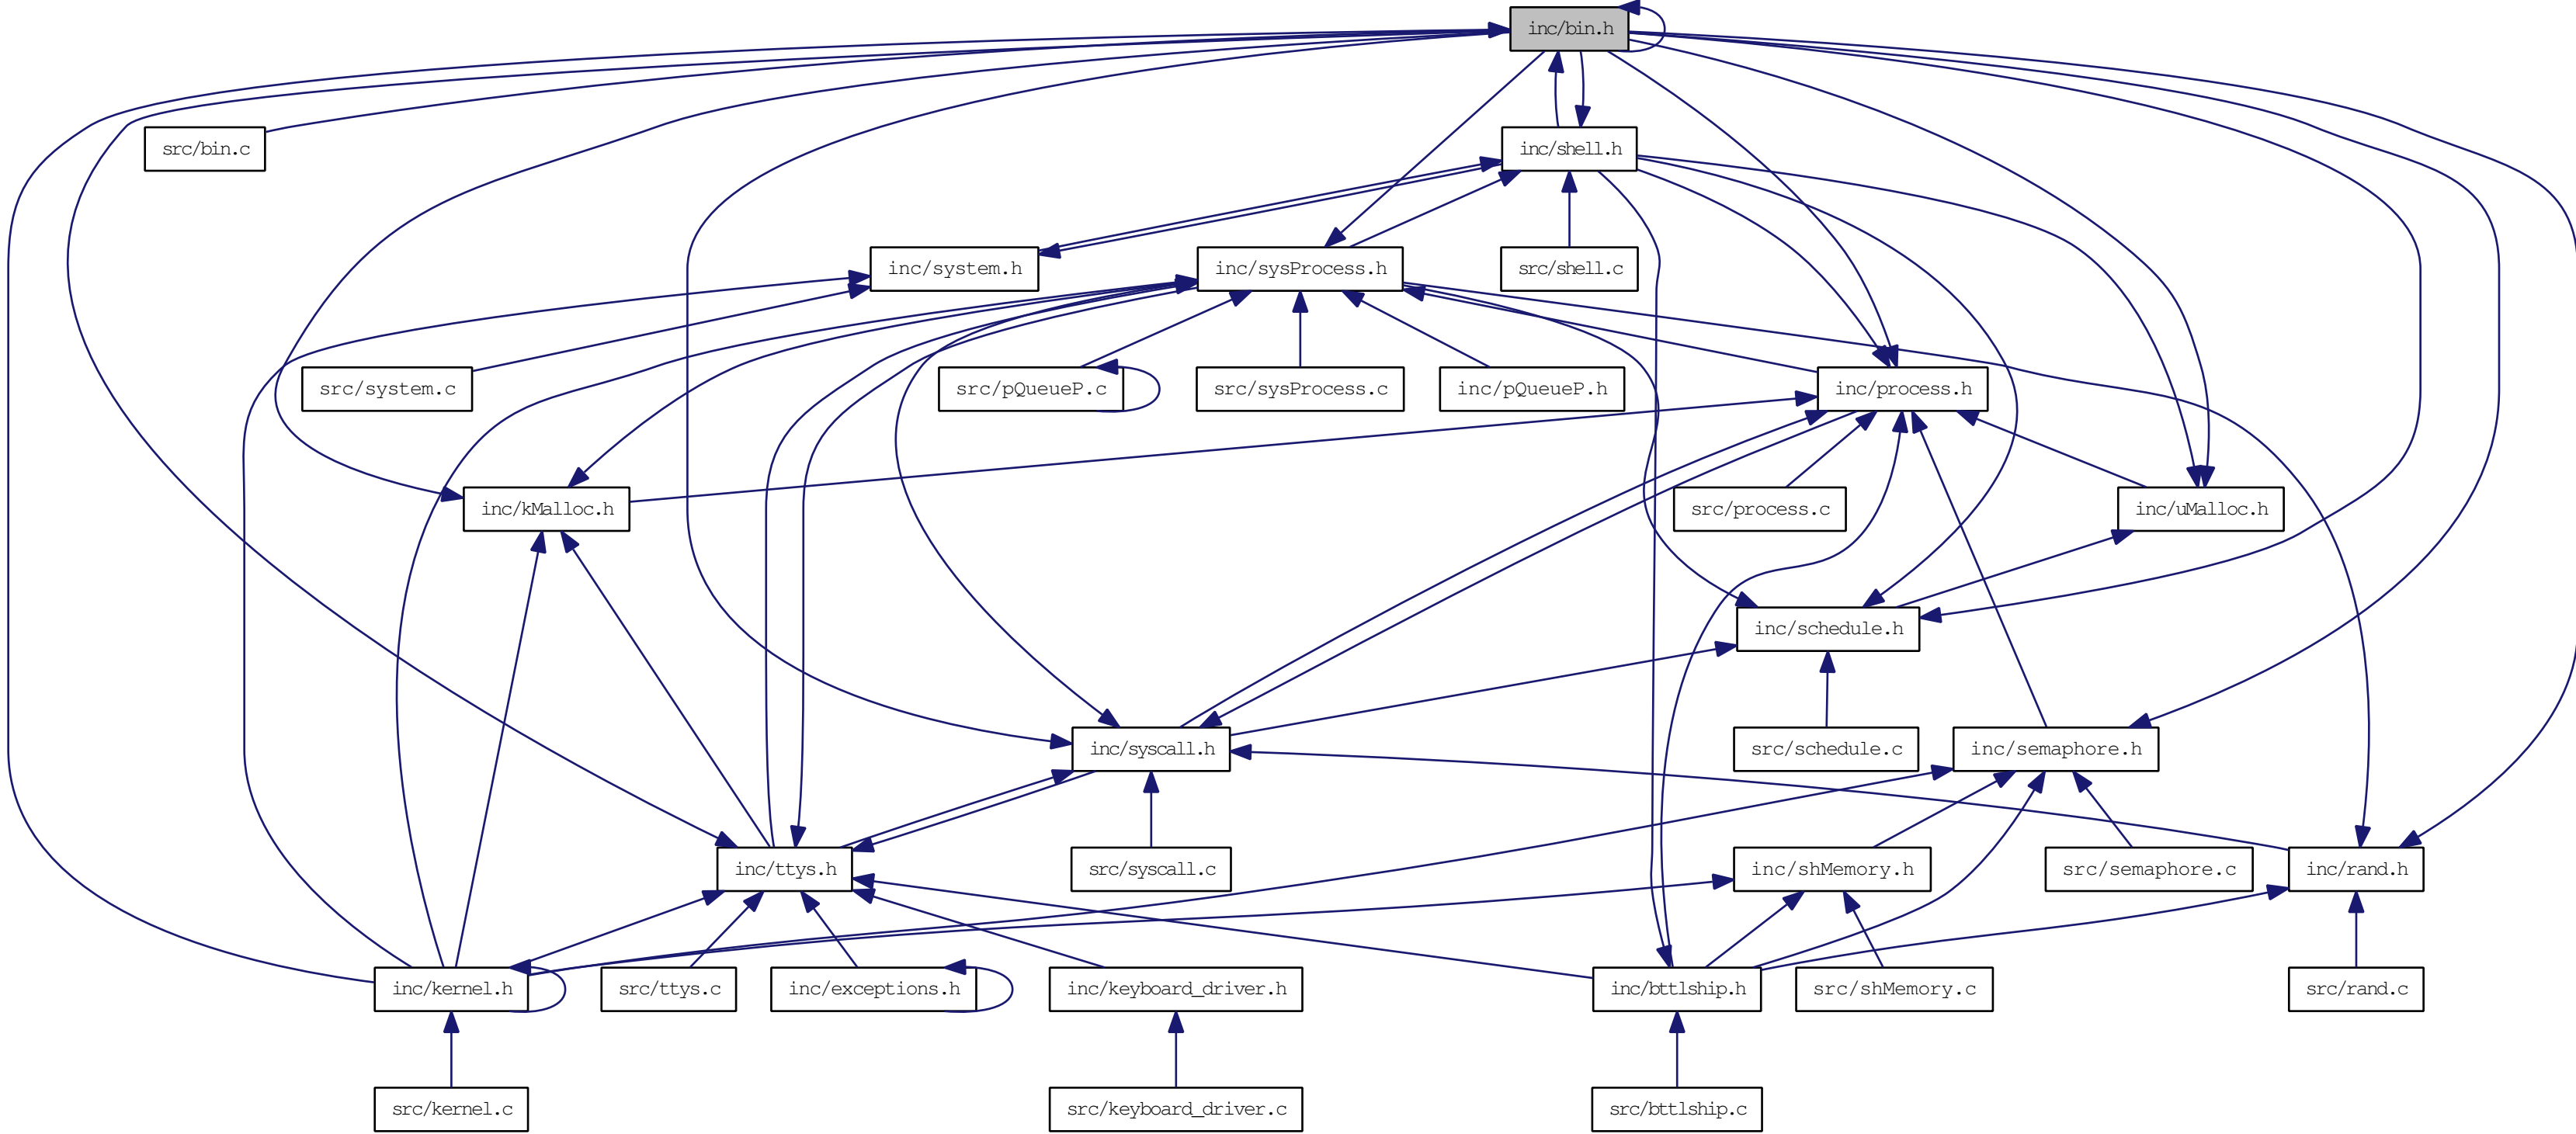 inc/bin.h
src/bin.c
inc/shell.h
inc/system.h
inc/sysProcess.h
src/shell.c
src/system.c
src/pQueueP.c
src/sysProcess.c
inc/pQueueP.h
inc/process.h
inc/kMalloc.h
src/process.c
inc/uMalloc.h
inc/schedule.h
inc/syscall.h
src/schedule.c
inc/semaphore.h
inc/ttys.h
src/syscall.c
inc/shMemory.h
src/semaphore.c
inc/rand.h
inc/kernel.h
src/ttys.c
inc/exceptions.h
inc/keyboard_driver.h
inc/bttlship.h
src/shMemory.c
src/rand.c
src/kernel.c
src/keyboard_driver.c
src/bttlship.c